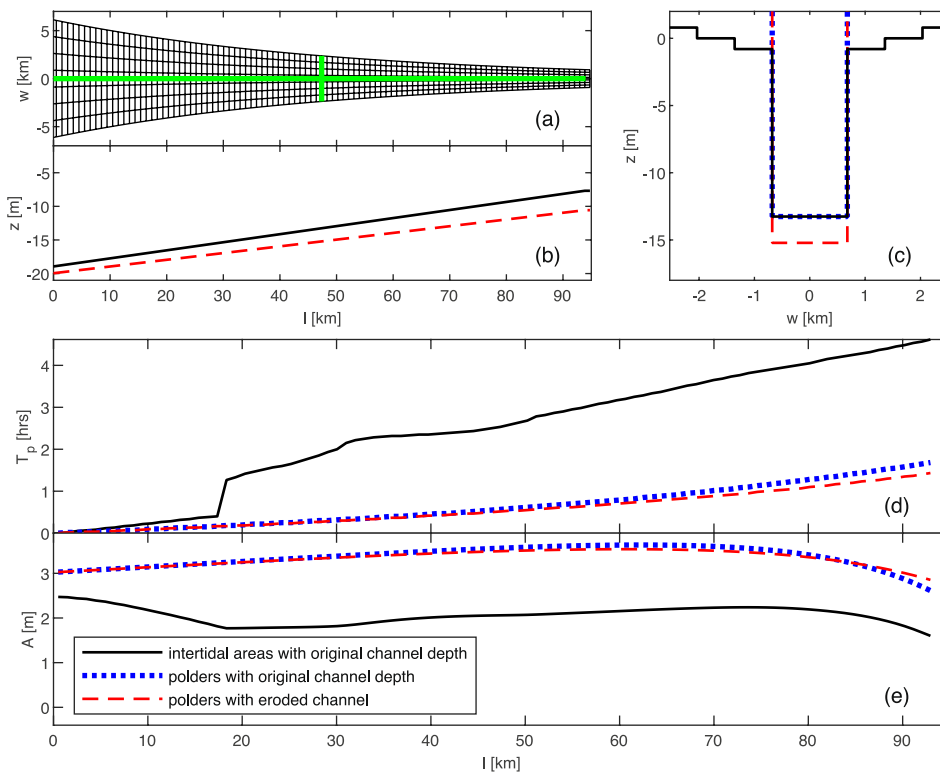 5
0
-5
w [km]
(a)
-5
-10
-15
-20
z [m]
(b)
0 10 20 30 40 50 60 70 80 90
l [km]
0
-5
-10
-15
z [m]
(c)
-2 -1 0 1 2
w [km]
4
3
2
1
0
T_p [hrs]
(d)
3
2
1
0
A [m]
intertidal areas with original channel depth
polders with original channel depth
polders with eroded channel
(e)
0 10 20 30 40 50 60 70 80 90
l [km]